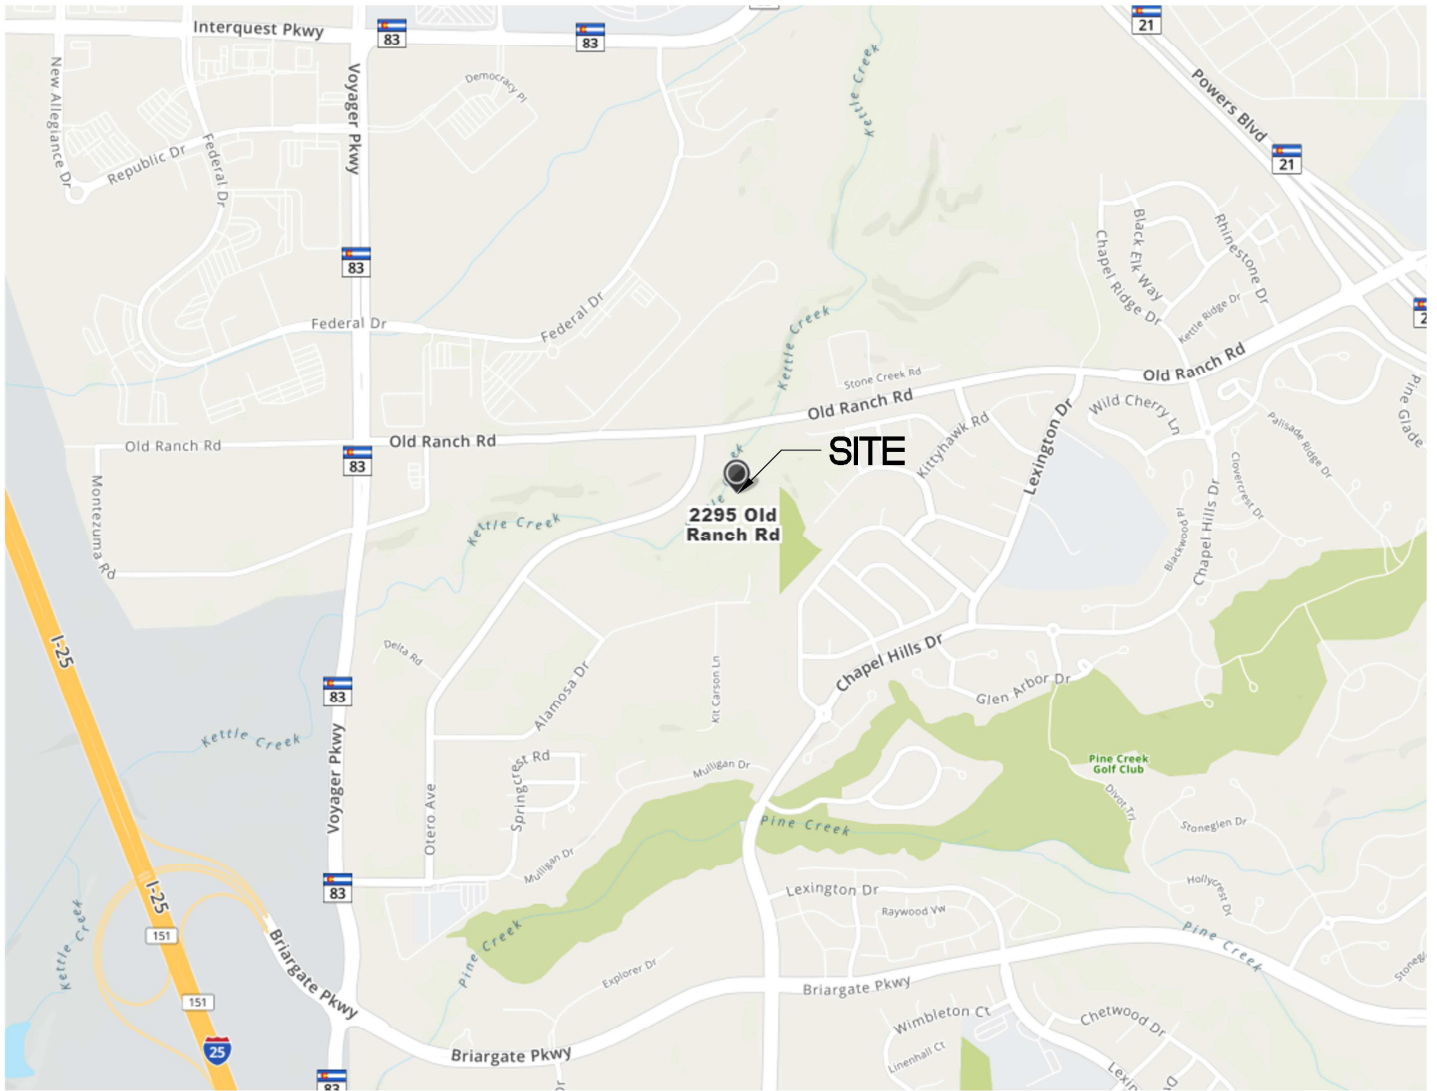 Interquest Pkwy
83
83
21
New Allegiance Dr
Voyager Pkwy
Democracy Pl
Kettle Creek
Powers Blvd
Republic Dr
Federal Dr
21
83
Black Elk Way
Rhinestone Dr
Chapel Ridge Dr
Kettle Ridge Dr
2
Federal Dr
Federal Dr
Kettle Creek
Stone Creek Rd
Old Ranch Rd
Old Ranch Rd
Old Ranch Rd
Old Ranch Rd
83
SITE
Kittyhawk Rd
Lexington Dr
Wild Cherry Ln
Palisade Ridge Dr
Pine Glade
Clovercrest Dr
Montezuma Rd
Kettle Creek
2295 Old
Ranch Rd
Blackwood Pl
Chapel Hills Dr
I-25
Delta Rd
83
Kit Carson Ln
Chapel Hills Dr
Glen Arbor Dr
Alamosa Dr
Kettle Creek
Voyager Pkwy
Springcrest Rd
Mulligan Dr
Pine Creek
Golf Club
Divot Trl
Otero Ave
Pine Creek
Stoneglen Dr
Mulligan Dr
83
I-25
Lexington Dr
Raywood Vw
Hollycrest Dr
Kettle Creek
151
Briargate Pkwy
Pine Creek
Pine Creek
Explorer Dr
Briargate Pkwy
Stoneg
151
Wimbleton Ct
Chetwood Dr
Linenhall Ct
25
Briargate Pkwy
Lexin
Dr
83